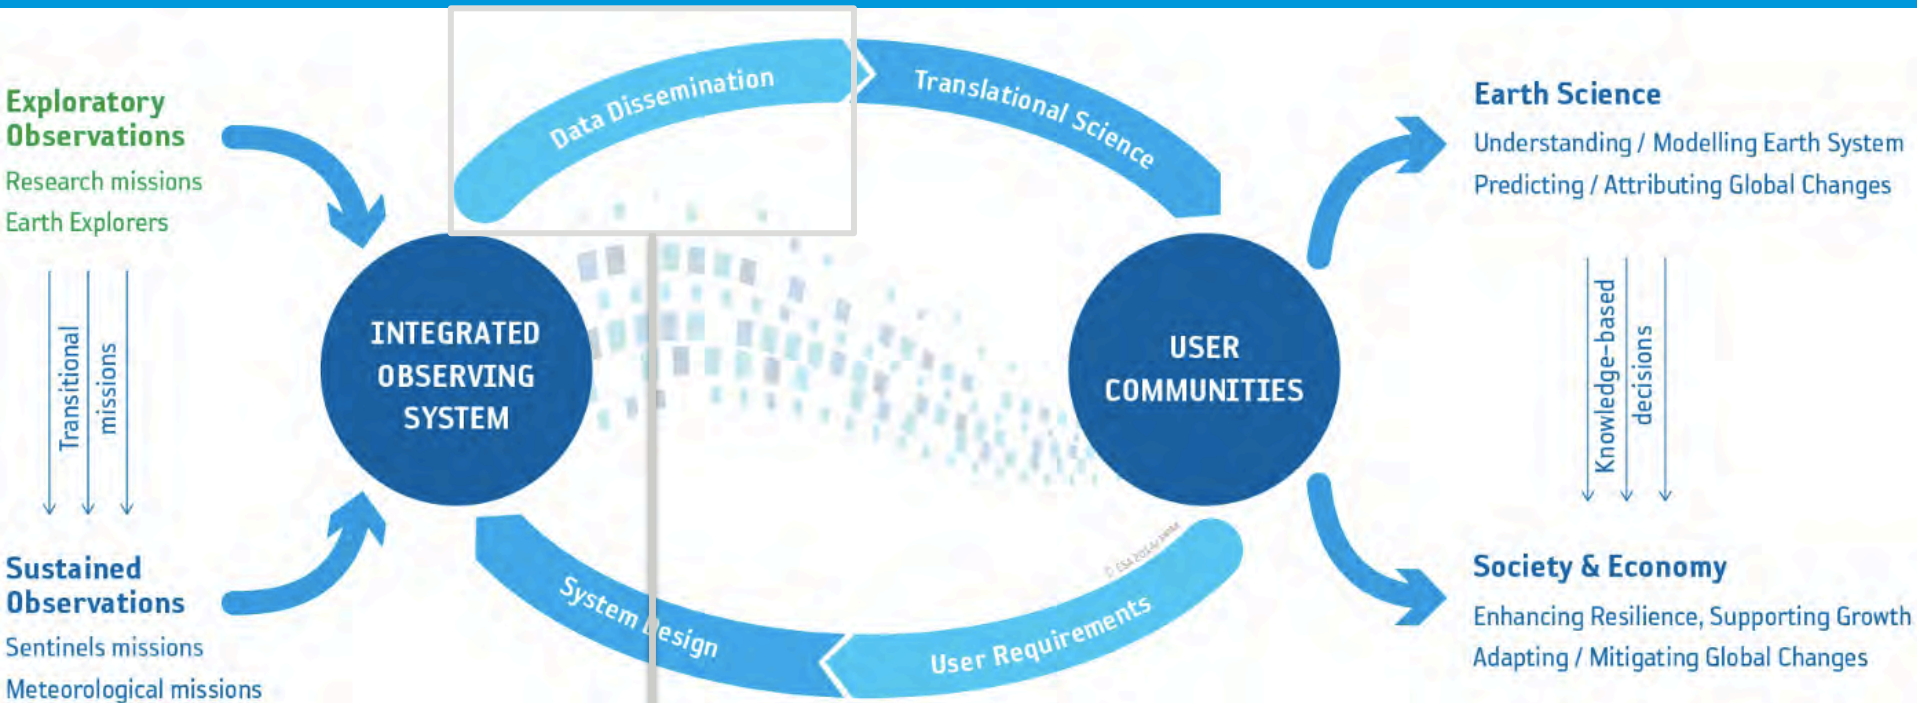 Exploratory
Observations
Research missions
Earth Explorers
Transitional
missions
Sustained
Observations
Sentinels missions
Meteorological missions
INTEGRATED
OBSERVING
SYSTEM
Data Dissemination
Translational Science
USER
COMMUNITIES
User Requirements
System Design
© ESA 2014
Earth Science
Understanding / Modelling Earth System
Predicting / Attributing Global Changes
Knowledge-based
decisions
Society & Economy
Enhancing Resilience, Supporting Growth
Adapting / Mitigating Global Changes